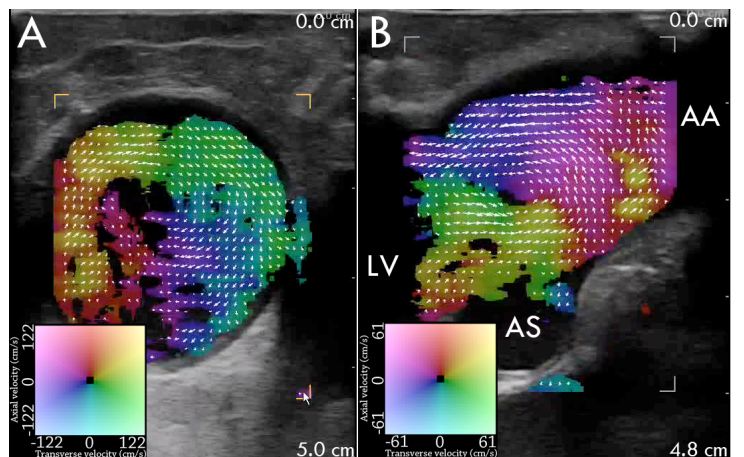 A
0.0 cm
B
0.0 cm
AA
LV
AS
-122 0 122
Axial velocity (cm/s)
-122 0 122
Transverse velocity (cm/s)
5.0 cm
-61 0 61
Axial velocity (cm/s)
-61 0 61
Transverse velocity (cm/s)
4.8 cm